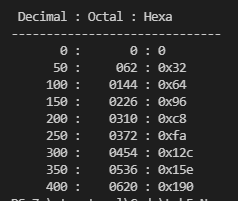 Decimal : Octal : Hexa
------------------------------
0 : 0 : 0
50 : 062 : 0x32
100 : 0144 : 0x64
150 : 0226 : 0x96
200 : 0310 : 0xc8
250 : 0372 : 0xfa
300 : 0454 : 0x12c
350 : 0536 : 0x15e
400 : 0620 : 0x190